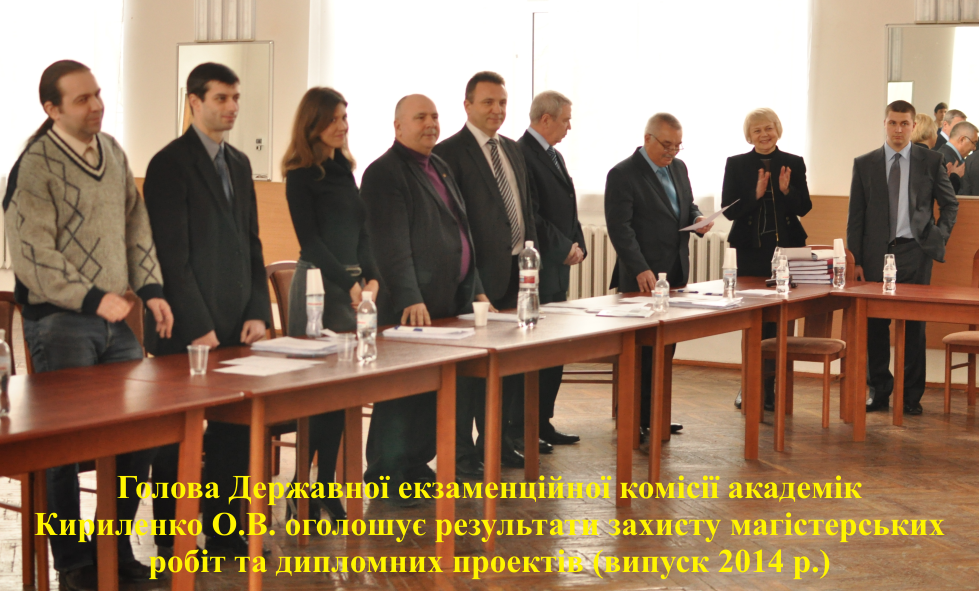 Голова Державної екзаменційної комісії академік
Кириленко О.В. оголошує результати захисту магістерських
робіт та дипломних проектів (випуск 2014 р.)